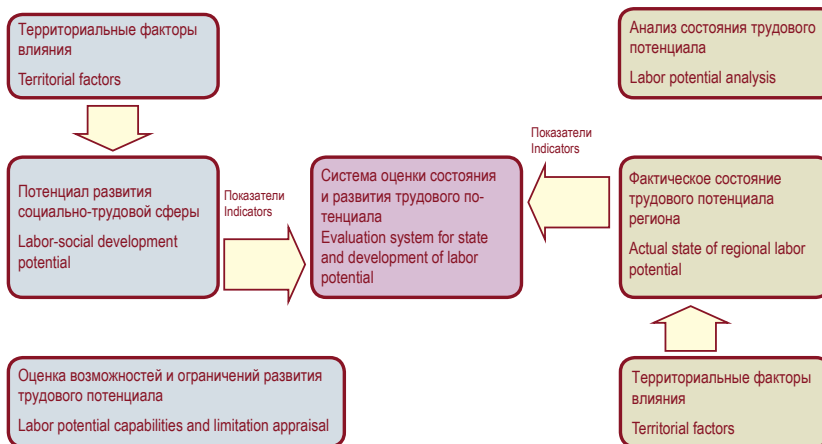 Территориальные факторы
влияния
Territorial factors
Анализ состояния трудового
потенциала
Labor potential analysis
Показатели
Indicators
Потенциал развития
социально-трудовой сферы
Labor-social development
potential
Показатели
Indicators
Система оценки состояния
и развития трудового по-
тенциала
Evaluation system for state
and development of labor
potential
Фактическое состояние
трудового потенциала
региона
Actual state of regional labor
potential
Оценка возможностей и ограничений развития
трудового потенциала
Labor potential capabilities and limitation appraisal
Территориальные факторы
влияния
Territorial factors